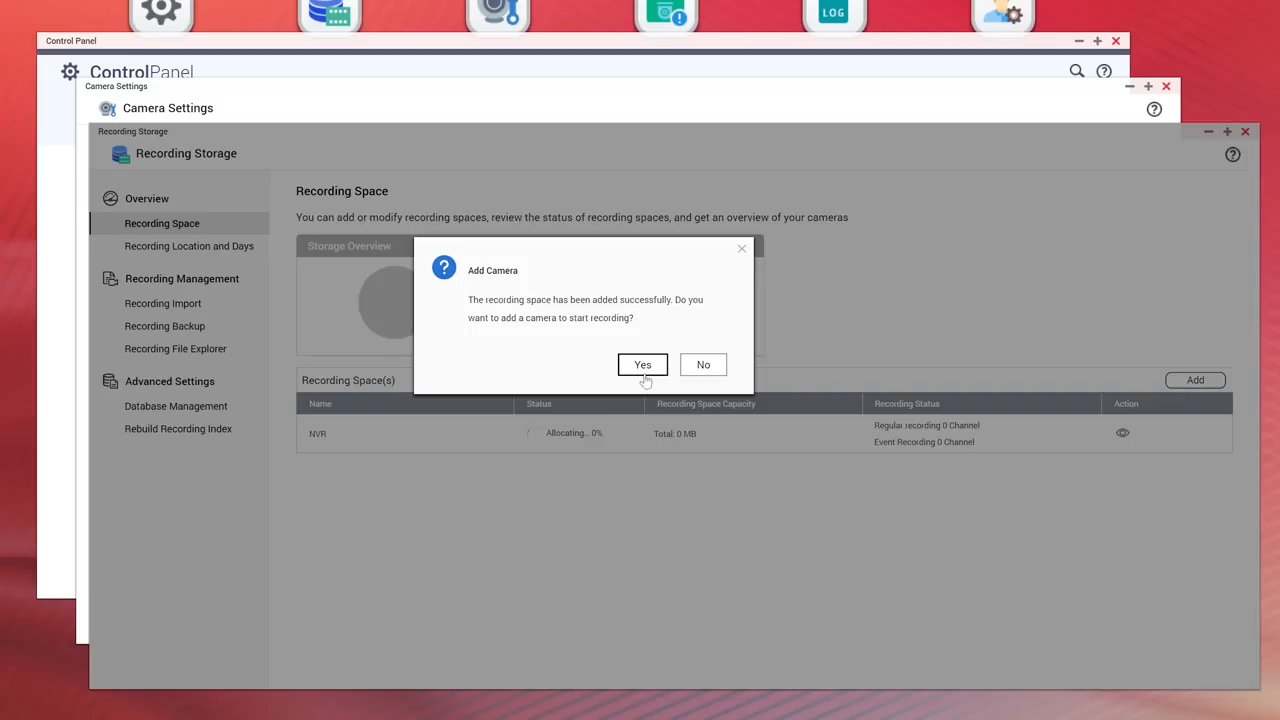 LOG
Control Panel
ControlPanel
Camera Settings
Camera Settings
Recording Storage
Recording Storage
Overview
Recording Space
Recording Location and Days
Recording Management
Recording Import
Recording Backup
Recording File Explorer
Advanced Settings
Database Management
Rebuild Recording Index
Recording Space
You can add or modify recording spaces, review the status of recording spaces, and get an overview of your cameras
Storage Overview
Add Camera
The recording space has been added successfully. Do you
want to add a camera to start recording?
Yes No
Recording Space(s) Add
Name Status Recording Space Capacity Recording Status Action
NVR Allocating.. 0% Total: 0 MB Regular recording 0 Channel
Event Recording 0 Channel